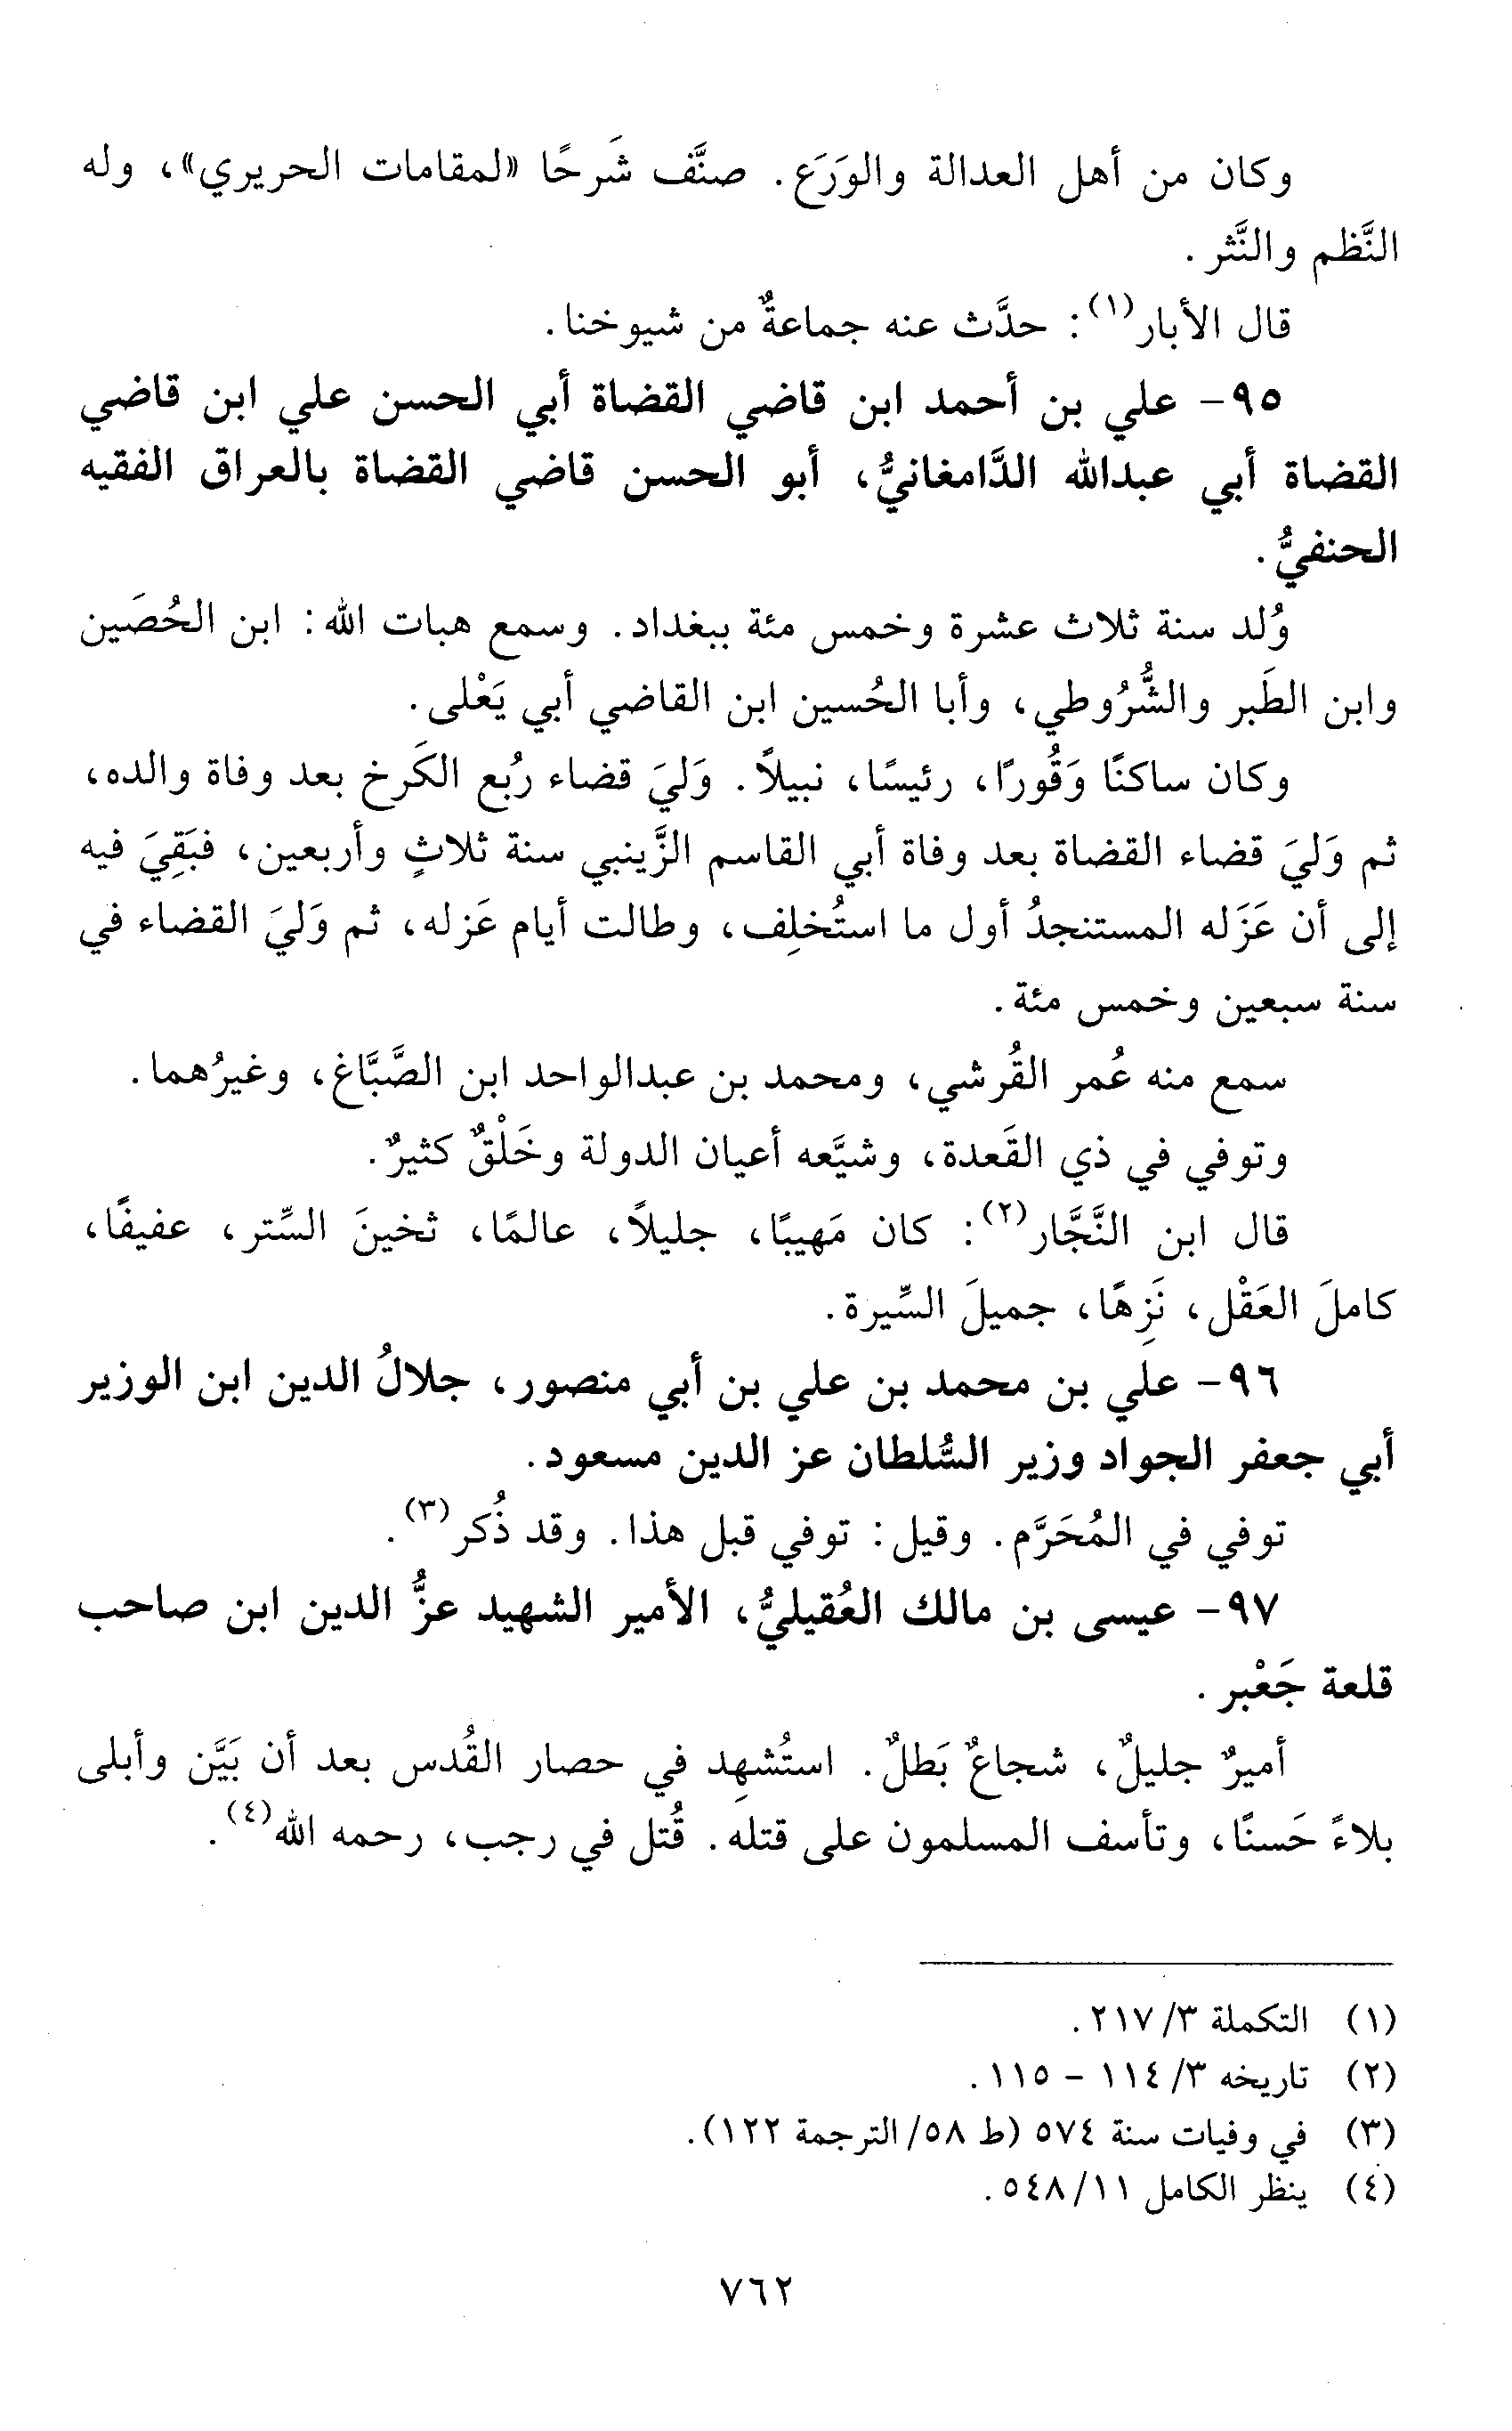 وكان من أهل العدالة والوَرَع. صنَّف شَرحًا «لمقامات الحريري»، وله
النَّظم والنَّثر.
قال الأبار(١): حدَّث عنه جماعةٌ من شيوخنا.
٩٥- علي بن أحمد ابن قاضي القضاة أبي الحسن علي ابن قاضي
القضاة أبي عبدالله الدَّامغانيُّ، أبو الحسن قاضي القضاة بالعراق الفقيه
الحنفيُّ.
وُلد سنة ثلاث عشرة وخمس مئة ببغداد. وسمع هبات الله: ابن الحُصَين
وابن الطَبر والشُّرُوطي، وأبا الحُسين ابن القاضي أبي يَعْلى.
وكان ساكنًا وَقُورًا، رئيسًا، نبيلاً. وَليَ قضاء رُبع الكَرخ بعد وفاة والده،
ثم وَليَ قضاء القضاة بعد وفاة أبي القاسم الزَّينبي سنة ثلاثٍ وأربعين، فبَقِيَ فيه
إلى أن عَزَله المستنجدُ أول ما استُخلِف، وطالت أيام عَزله، ثم وَليَ القضاء في
سنة سبعين وخمس مئة.
سمع منه عُمر القُرشي، ومحمد بن عبدالواحد ابن الصَّبَّاغ، وغيرُهما.
وتوفي في ذي القَعدة، وشيَّعه أعيان الدولة وخَلْقٌ كثيرٌ.
قال ابن النَّجَّار(٢): كان مَهيبًا، جليلاً، عالمًا، ثخينَ السِّتر، عفيفًا،
كاملَ العَقْل، نَزِهًا، جميلَ السِّيرة.
٩٦- علي بن محمد بن علي بن أبي منصور، جلالُ الدين ابن الوزير
أبي جعفر الجواد وزير السُّلطان عز الدين مسعود.
توفي في المُحَرَّم. وقيل: توفي قبل هذا. وقد ذُكر(٣).
٩٧- عيسى بن مالك العُقيليُّ، الأمير الشهيد عزُّ الدين ابن صاحب
قلعة جَعْبر.
أميرٌ جليلٌ، شجاعٌ بَطلٌ. استُشهِد في حصار القُدس بعد أن بَيَّن وأبلى
بلاءً حَسنًا، وتأسف المسلمون على قتله. قُتل في رجب، رحمه الله(٤).
(١) التكملة ٣/ ٢١٧.
(٢) تاريخه ٣/ ١١٤ - ١١٥.
(٣) في وفيات سنة ٥٧٤ (ط ٥٨/ الترجمة ١٢٢).
(٤) ينظر الكامل ١١/ ٥٤٨.
٧٦٢